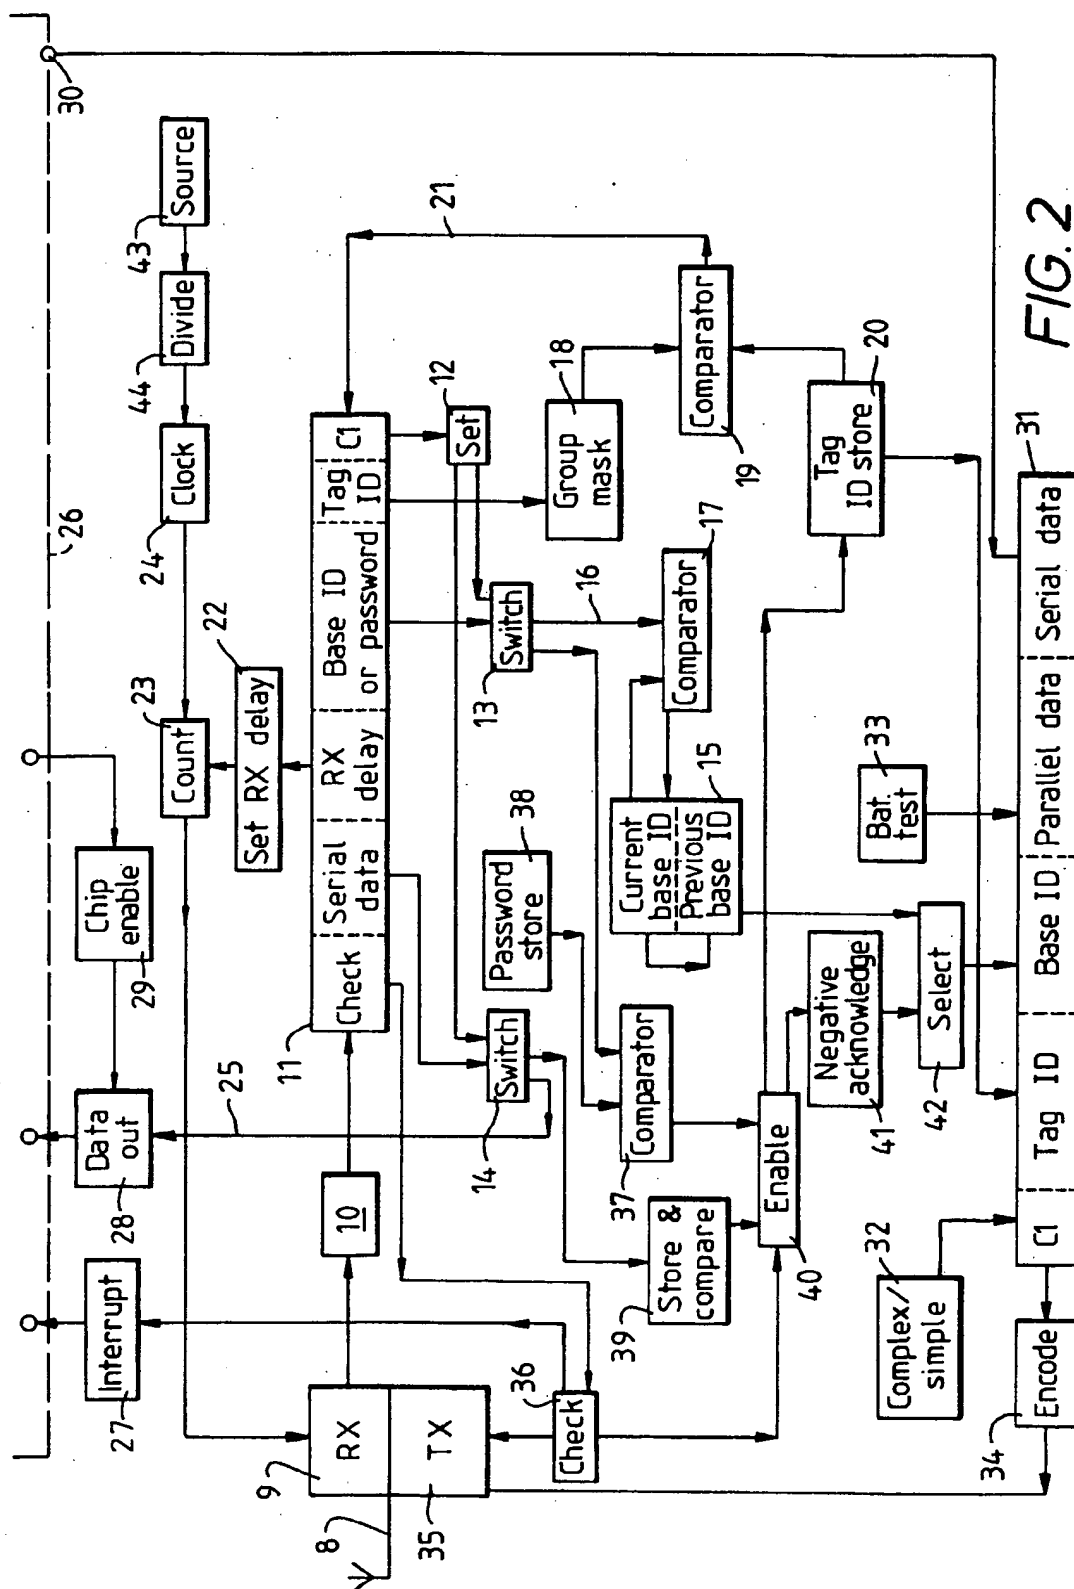 30
26
43
Source
44
Divide
24
Clock
23
Count
22
Set RX delay
Chip
enable
29
Data
out
28
25
Interrupt
27
11
Check
Serial
data
RX
delay
Base ID
or password
Tag
ID
C1
21
10
9
RX
TX
8
35
36
Check
12
Set
13
Switch
14
Switch
16
Comparator
17
Group
mask
18
Comparator
19
Tag
ID store
20
Password
store
38
Current
base ID
Previous
base ID
15
Comparator
37
Store &
compare
39
Enable
40
Negative
acknowledge
41
Select
42
Bat.
test
33
Complex/
simple
32
Encode
34
C1
Tag ID
Base ID
Parallel data
Serial data
31
FIG. 2